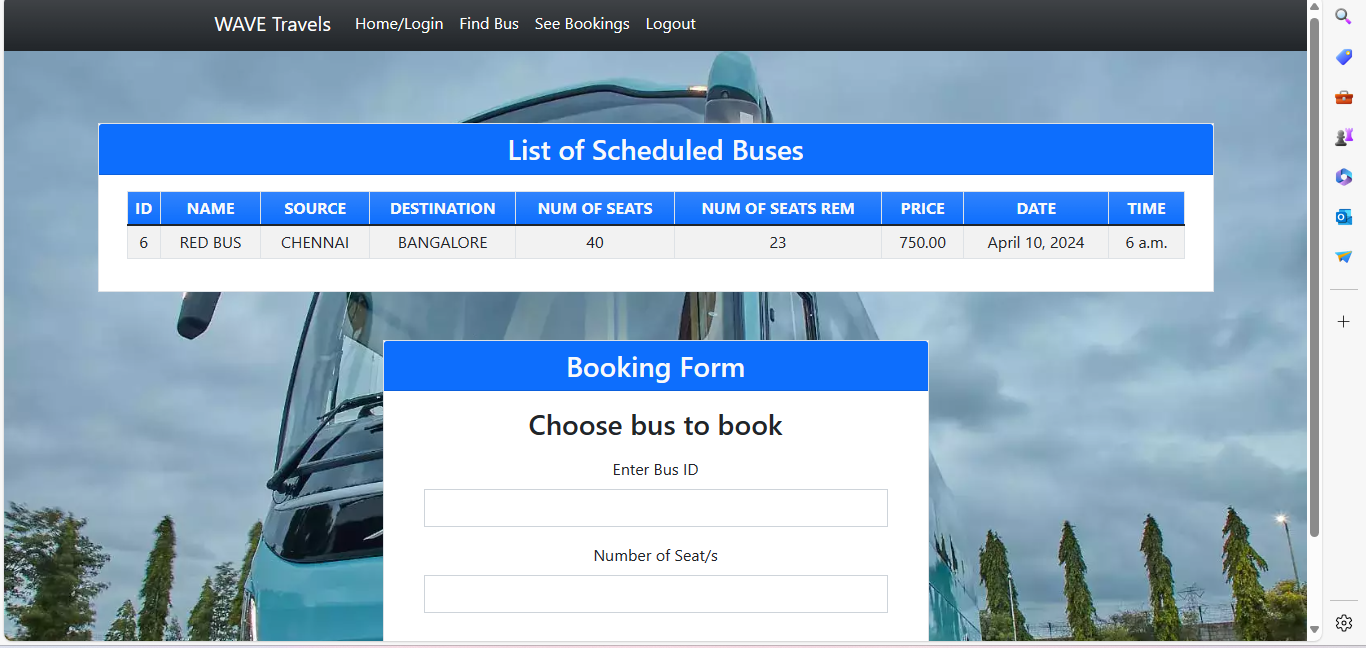 WAVE Travels Home/Login Find Bus See Bookings Logout
List of Scheduled Buses
ID NAME SOURCE DESTINATION NUM OF SEATS NUM OF SEATS REM PRICE DATE TIME
6 RED BUS CHENNAI BANGALORE 40 23 750.00 April 10, 2024 6 a.m.
Booking Form
Choose bus to book
Enter Bus ID
Number of Seat/s